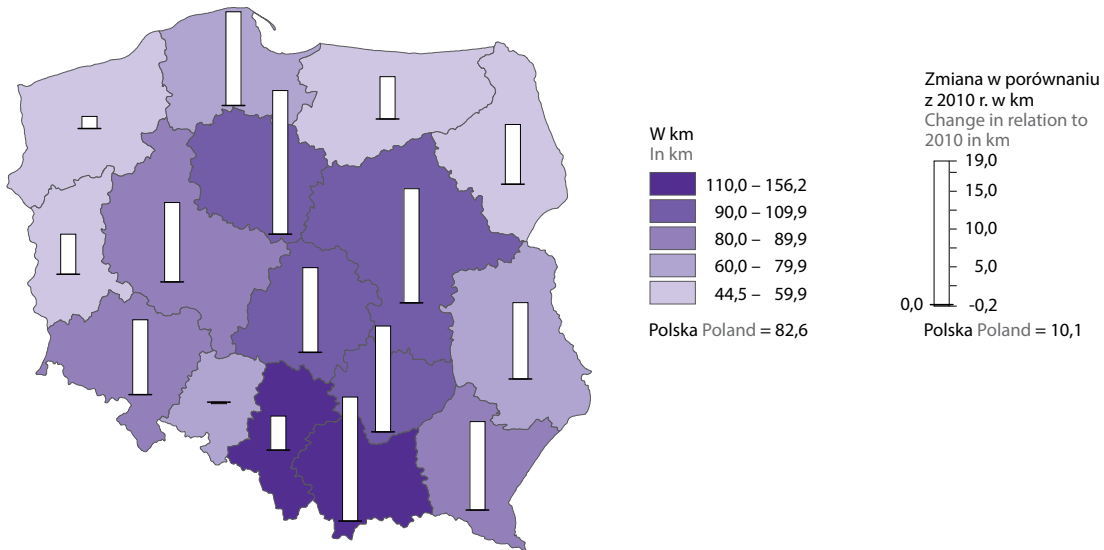 W km
In km
110,0 – 156,2
90,0 – 109,9
80,0 – 89,9
60,0 – 79,9
44,5 – 59,9
Polska Poland = 82,6
Zmiana w porównaniu
z 2010 r. w km
Change in relation to
2010 in km
19,0
15,0
10,0
5,0
0,0
-0,2
Polska Poland = 10,1